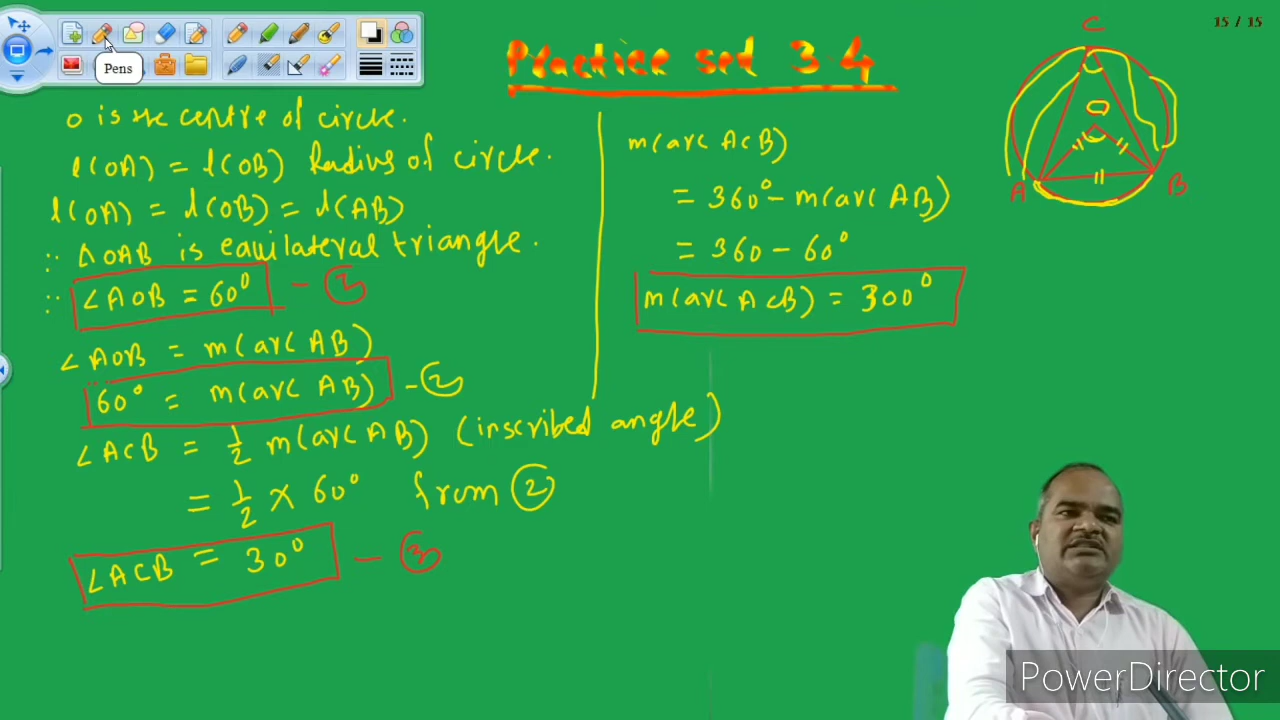 15 / 15
Pens
Practice set 3.4
o is the centre of circle.
l(OA) = l(OB) Radius of circle.
l(OA) = l(OB) = l(AB)
∴ ΔOAB is equilateral triangle.
∴ ∠AOB = 60° - ①
∠AOB = m(arc AB)
60° = m(arc AB) - ②
∠ACB = 1/2 m(arc AB) (inscribed angle)
= 1/2 × 60° from ②
∠ACB = 30° - ③
m(arc ACB)
= 360° - m(arc AB)
= 360 - 60°
m(arc ACB) = 300°
C
O
A
B
PowerDirector